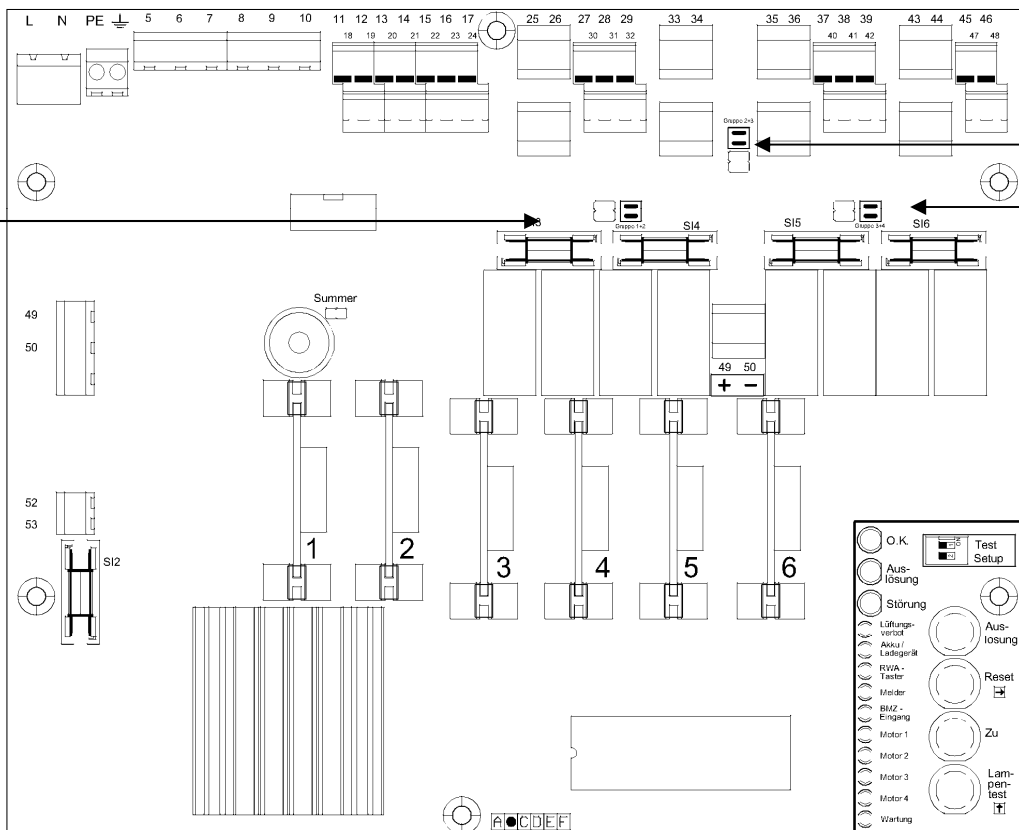 L N PE 5 6 7 8 9 10 11 12 13 14 15 16 17 25 26 27 28 29 33 34 35 36 37 38 39 43 44 45 46
18 19 20 21 22 23 24 30 31 32 40 41 42 47 48
Gruppo 2+3
Gruppo 1+2
Gruppo 3+4
SI4
SI5
SI6
Summer
49
50
49 50
+ −
52
53
SI2
1
2
3
4
5
6
O.K.
ON
1
2
Test
Setup
Aus-
lösung
Störung
Lüftungs-
verbot
Akku /
Ladegerät
RWA -
Taster
Melder
BMZ -
Eingang
Motor 1
Motor 2
Motor 3
Motor 4
Wartung
Aus-
losung
Reset
Zu
Lam-
pen-
test
A C D E F